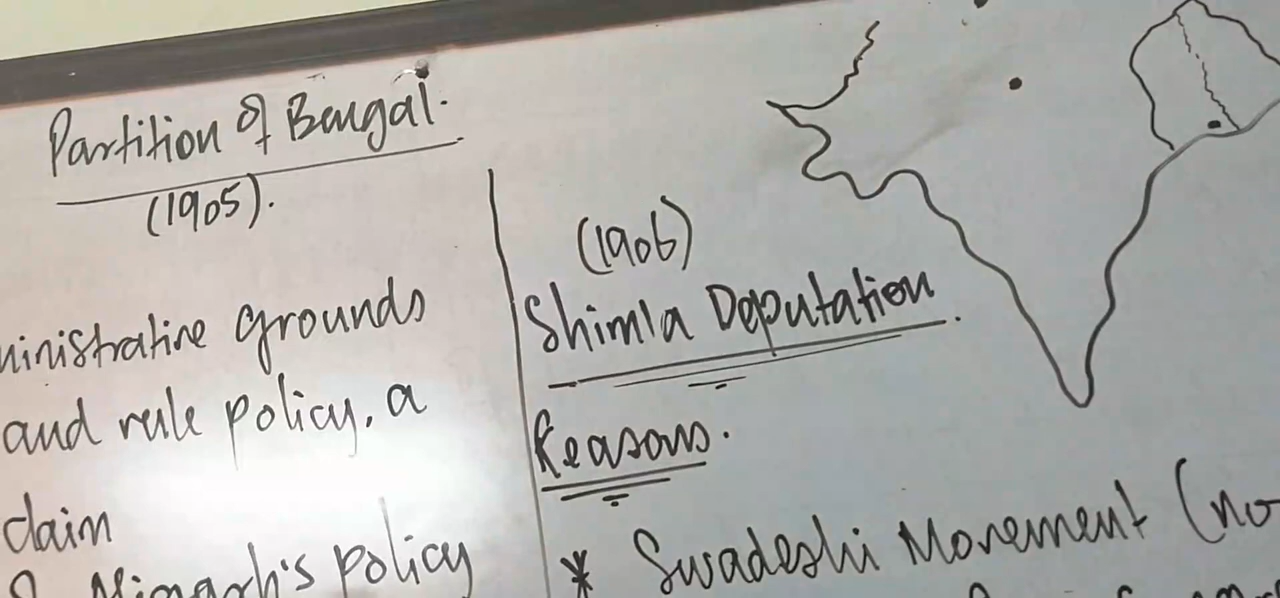 Partition of Bengal.
(1905).
ministrative grounds
and rule policy, a
claim
policy
(1906)
Shimla Deputation.
Reasons.
* Swadeshi Movement (no